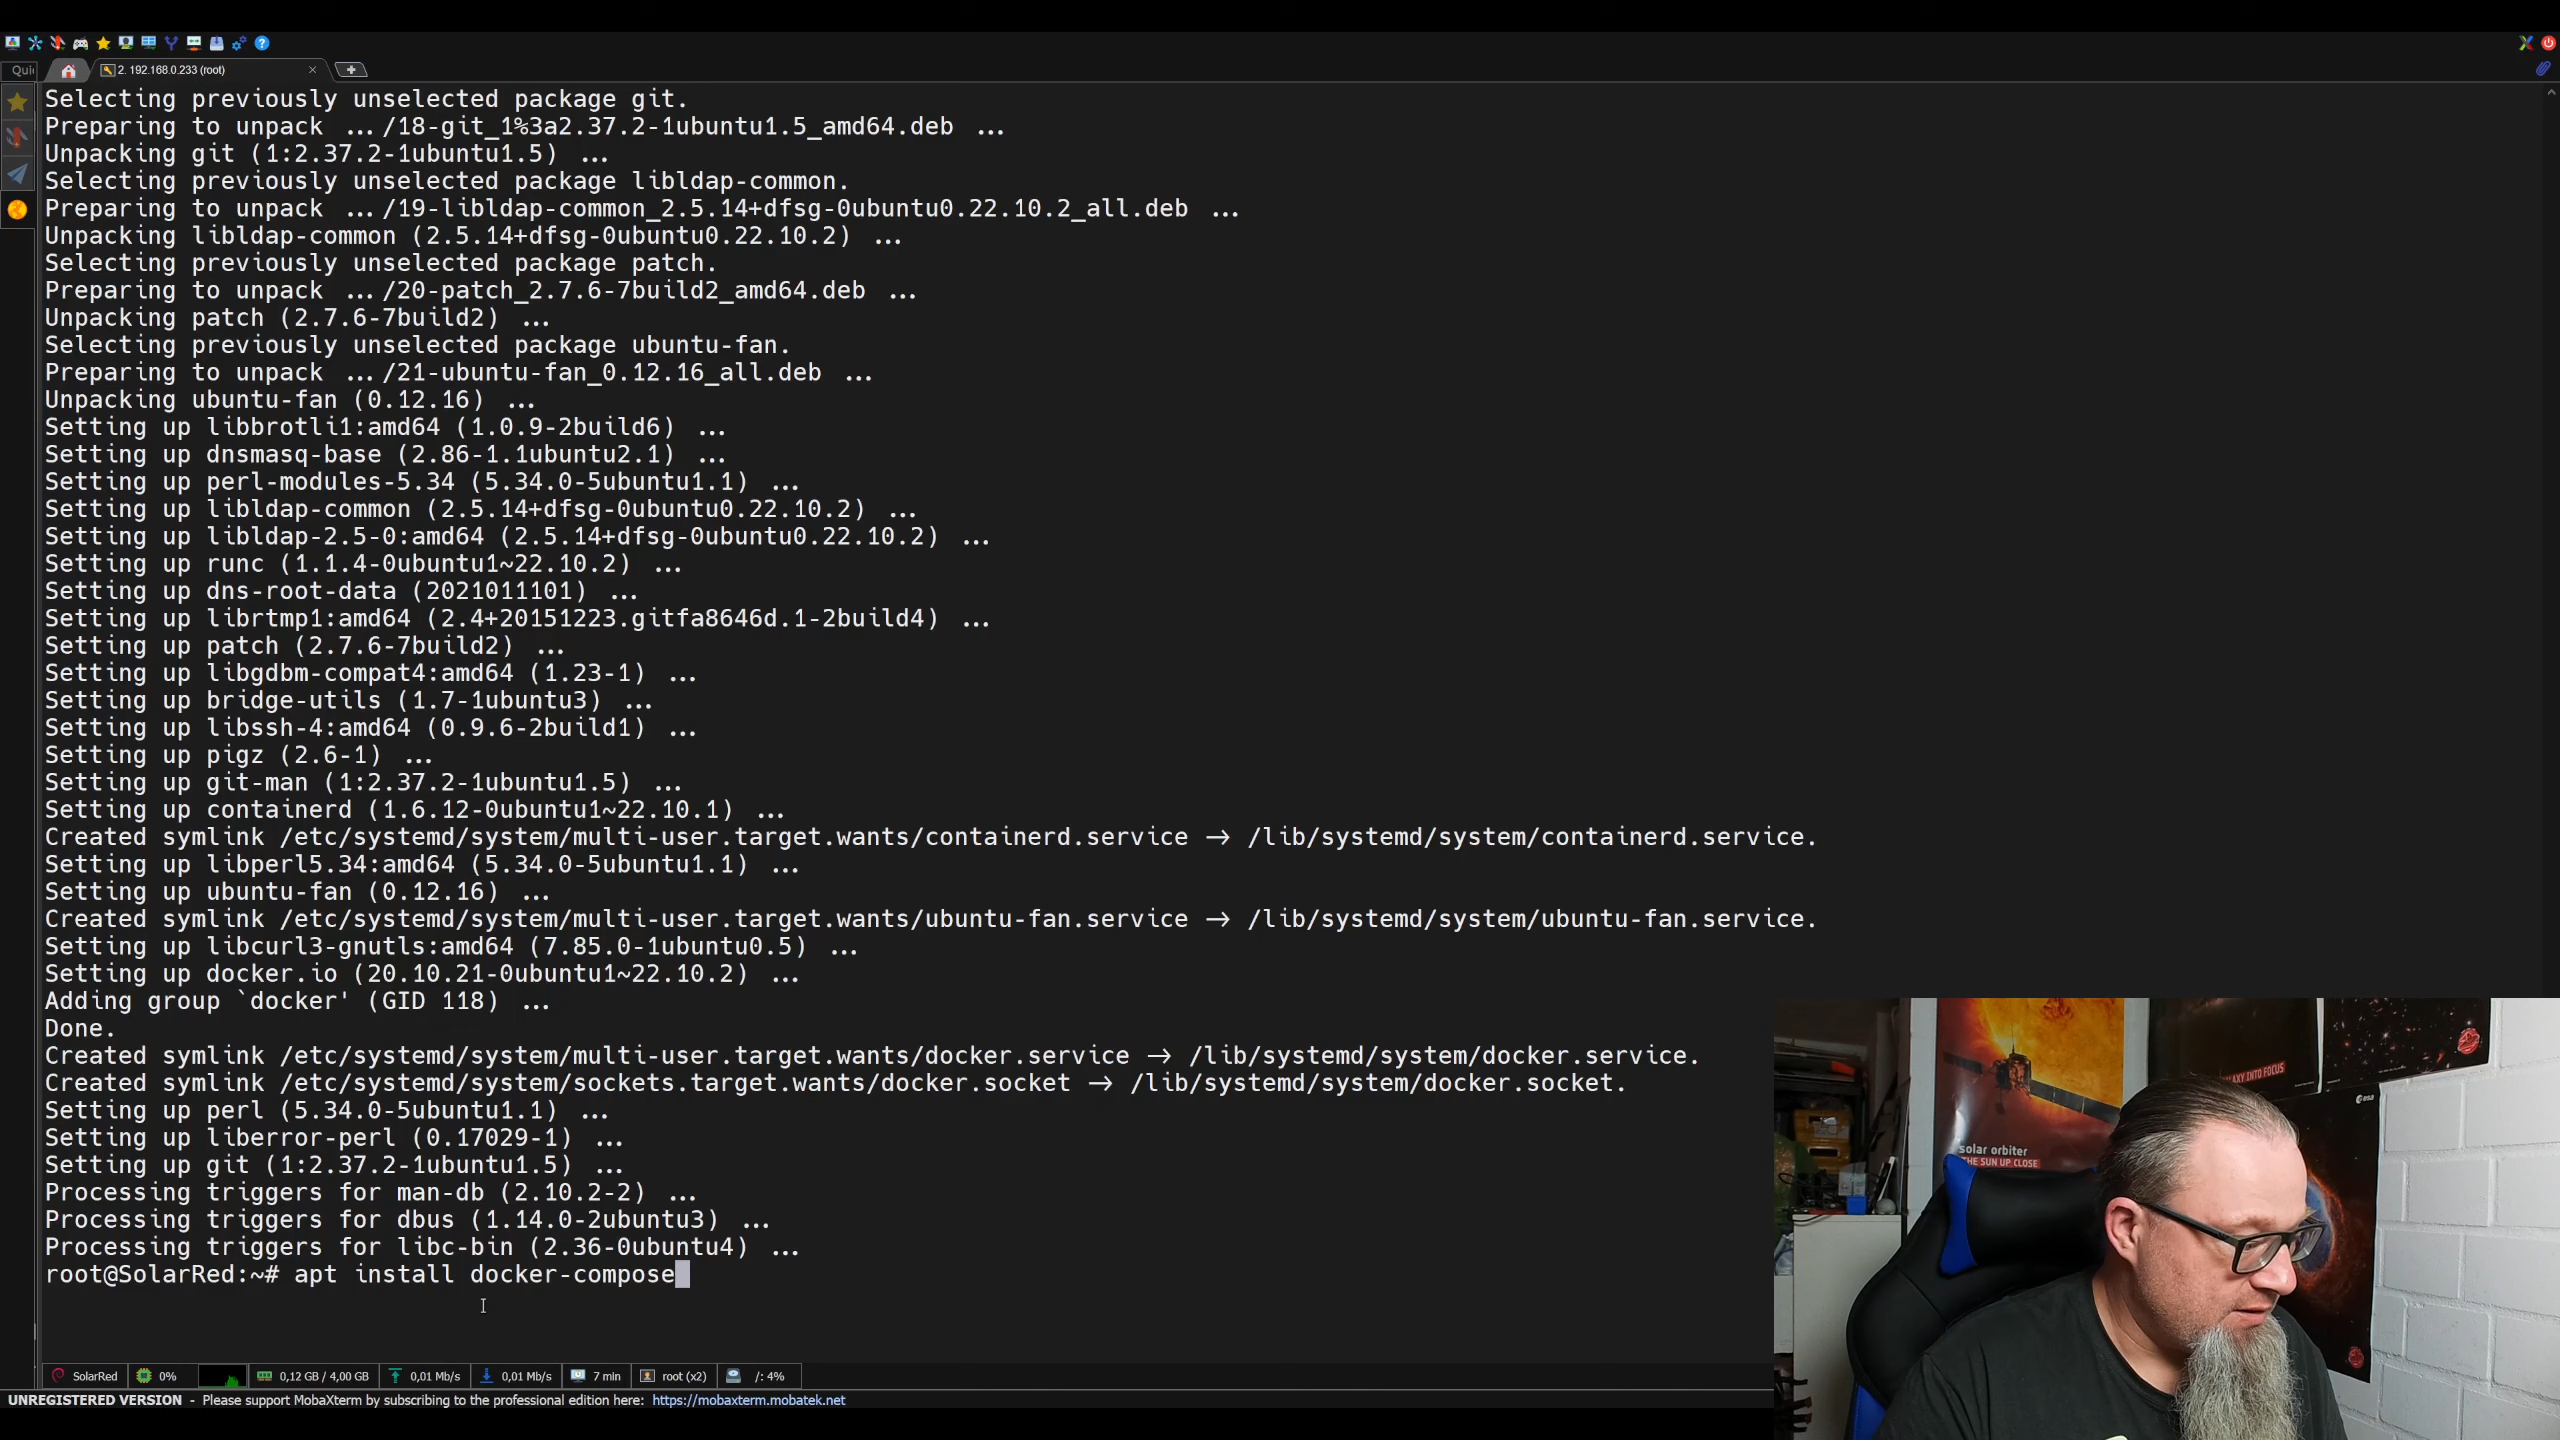 Qui
2. 192.168.0.233 (root)
Selecting previously unselected package git.
Preparing to unpack .../18-git_1%3a2.37.2-1ubuntu1.5_amd64.deb ...
Unpacking git (1:2.37.2-1ubuntu1.5) ...
Selecting previously unselected package libldap-common.
Preparing to unpack .../19-libldap-common_2.5.14+dfsg-0ubuntu0.22.10.2_all.deb ...
Unpacking libldap-common (2.5.14+dfsg-0ubuntu0.22.10.2) ...
Selecting previously unselected package patch.
Preparing to unpack .../20-patch_2.7.6-7build2_amd64.deb ...
Unpacking patch (2.7.6-7build2) ...
Selecting previously unselected package ubuntu-fan.
Preparing to unpack .../21-ubuntu-fan_0.12.16_all.deb ...
Unpacking ubuntu-fan (0.12.16) ...
Setting up libbrotli1:amd64 (1.0.9-2build6) ...
Setting up dnsmasq-base (2.86-1.1ubuntu2.1) ...
Setting up perl-modules-5.34 (5.34.0-5ubuntu1.1) ...
Setting up libldap-common (2.5.14+dfsg-0ubuntu0.22.10.2) ...
Setting up libldap-2.5-0:amd64 (2.5.14+dfsg-0ubuntu0.22.10.2) ...
Setting up runc (1.1.4-0ubuntu1~22.10.2) ...
Setting up dns-root-data (2021011101) ...
Setting up librtmp1:amd64 (2.4+20151223.gitfa8646d.1-2build4) ...
Setting up patch (2.7.6-7build2) ...
Setting up libgdbm-compat4:amd64 (1.23-1) ...
Setting up bridge-utils (1.7-1ubuntu3) ...
Setting up libssh-4:amd64 (0.9.6-2build1) ...
Setting up pigz (2.6-1) ...
Setting up git-man (1:2.37.2-1ubuntu1.5) ...
Setting up containerd (1.6.12-0ubuntu1~22.10.1) ...
Created symlink /etc/systemd/system/multi-user.target.wants/containerd.service → /lib/systemd/system/containerd.service.
Setting up libperl5.34:amd64 (5.34.0-5ubuntu1.1) ...
Setting up ubuntu-fan (0.12.16) ...
Created symlink /etc/systemd/system/multi-user.target.wants/ubuntu-fan.service → /lib/systemd/system/ubuntu-fan.service.
Setting up libcurl3-gnutls:amd64 (7.85.0-1ubuntu0.5) ...
Setting up docker.io (20.10.21-0ubuntu1~22.10.2) ...
Adding group `docker' (GID 118) ...
Done.
Created symlink /etc/systemd/system/multi-user.target.wants/docker.service → /lib/systemd/system/docker.service.
Created symlink /etc/systemd/system/sockets.target.wants/docker.socket → /lib/systemd/system/docker.socket.
Setting up perl (5.34.0-5ubuntu1.1) ...
Setting up liberror-perl (0.17029-1) ...
Setting up git (1:2.37.2-1ubuntu1.5) ...
Processing triggers for man-db (2.10.2-2) ...
Processing triggers for dbus (1.14.0-2ubuntu3) ...
Processing triggers for libc-bin (2.36-0ubuntu4) ...
root@SolarRed:~# apt install docker-compose
SolarRed 0% 0,12 GB / 4,00 GB 0,01 Mb/s 0,01 Mb/s 7 min root (x2) /: 4%
UNREGISTERED VERSION - Please support MobaXterm by subscribing to the professional edition here: https://mobaxterm.mobatek.net
solar orbiter
THE SUN UP CLOSE
GALAXY INTO FOCUS
esa